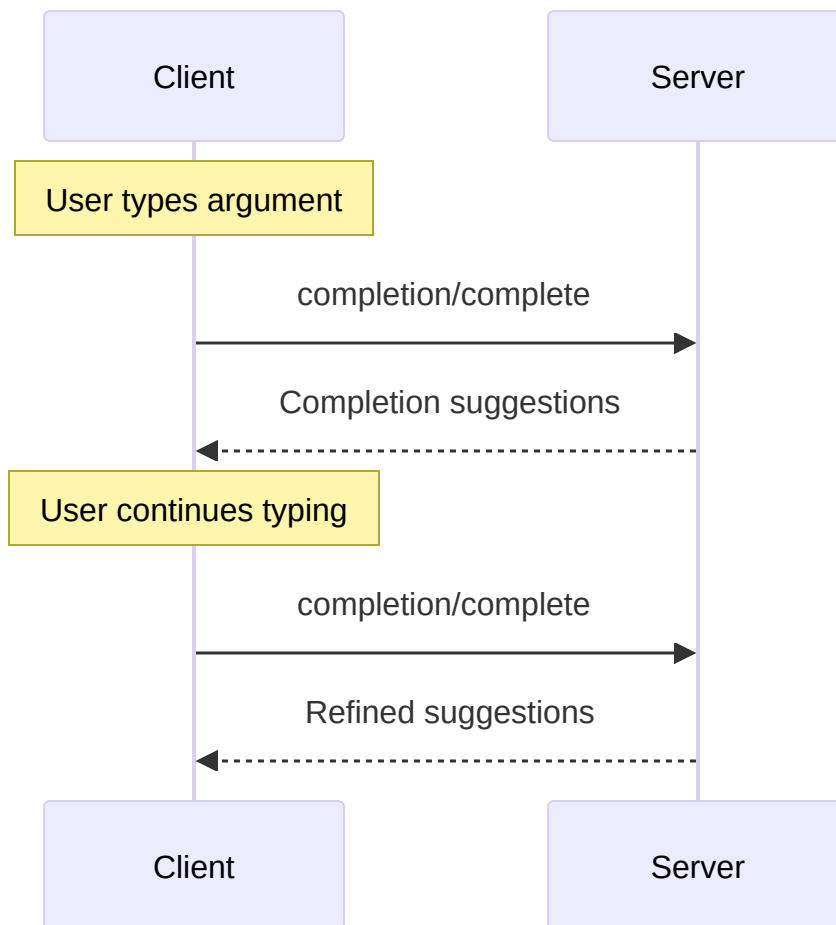 Client
Server
User types argument
completion/complete
Completion suggestions
User continues typing
completion/complete
Refined suggestions
Client
Server